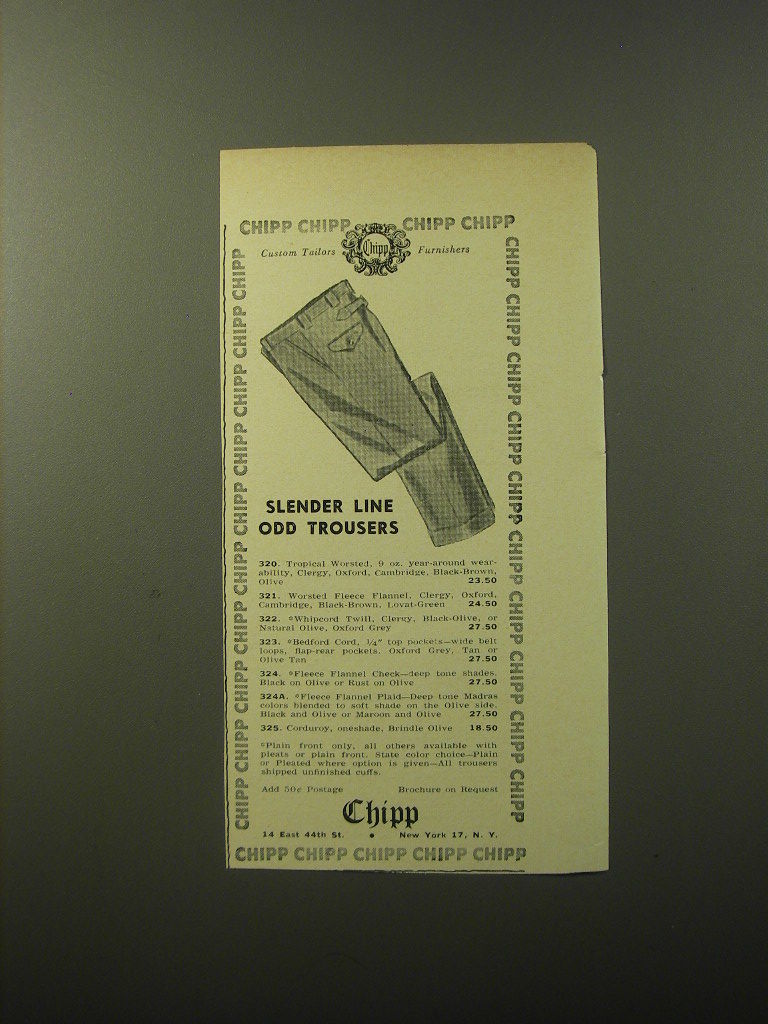 CHIPP CHIPP CHIPP CHIPP
Custom Tailors Chipp Furnishers
CHIPP CHIPP CHIPP CHIPP CHIPP CHIPP CHIPP CHIPP CHIPP CHIPP
CHIPP CHIPP CHIPP CHIPP CHIPP CHIPP CHIPP CHIPP CHIPP CHIPP
SLENDER LINE
ODD TROUSERS
320. Tropical Worsted, 9 oz. year-around wear-
ability, Clergy, Oxford, Cambridge, Black-Brown,
Olive 23.50
321. Worsted Fleece Flannel, Clergy, Oxford,
Cambridge, Black-Brown, Lovat-Green 24.50
322. *Whipcord Twill, Clergy, Black-Olive, or
Natural Olive, Oxford Grey 27.50
323. *Bedford Cord, 1/4" top pockets—wide belt
loops, flap-rear pockets. Oxford Grey, Tan or
Olive Tan 27.50
324. *Fleece Flannel Check—deep tone shades.
Black on Olive or Rust on Olive 27.50
324A. *Fleece Flannel Plaid—Deep tone Madras
colors blended to soft shade on the Olive side.
Black and Olive or Maroon and Olive 27.50
325. Corduroy, oneshade, Brindle Olive 18.50
*Plain front only, all others available with
pleats or plain front. State color choice—Plain
or Pleated where option is given—All trousers
shipped unfinished cuffs.
Add 50¢ Postage Brochure on Request
Chipp
14 East 44th St. • New York 17, N. Y.
CHIPP CHIPP CHIPP CHIPP CHIPP